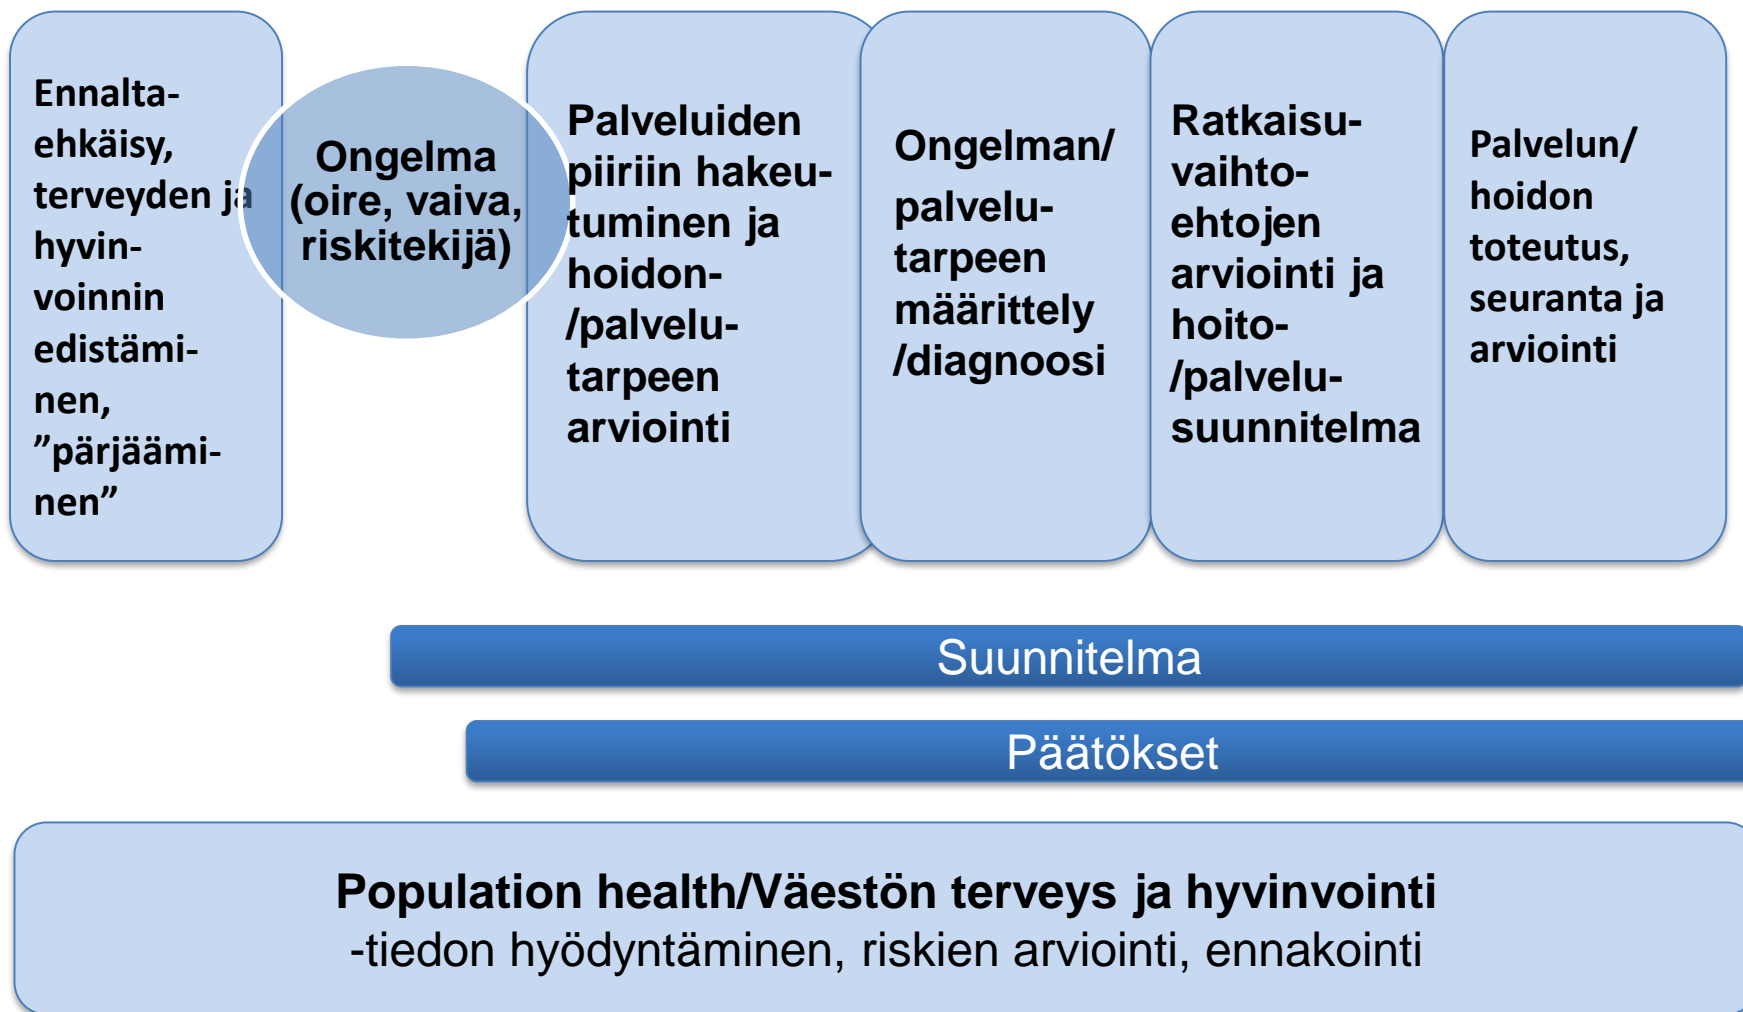 Ennalta-
ehkäisy,
terveyden ja
hyvin-
voinnin
edistämi-
nen,
”pärjäämi-
nen”
Ongelma
(oire, vaiva,
riskitekijä)
Palveluiden
piiriin hakeu-
tuminen ja
hoidon-
/palvelu-
tarpeen
arviointi
Ongelman/
palvelu-
tarpeen
määrittely
/diagnoosi
Ratkaisu-
vaihto-
ehtojen
arviointi ja
hoito-
/palvelu-
suunnitelma
Palvelun/
hoidon
toteutus,
seuranta ja
arviointi
Suunnitelma
Päätökset
Population health/Väestön terveys ja hyvinvointi
-tiedon hyödyntäminen, riskien arviointi, ennakointi